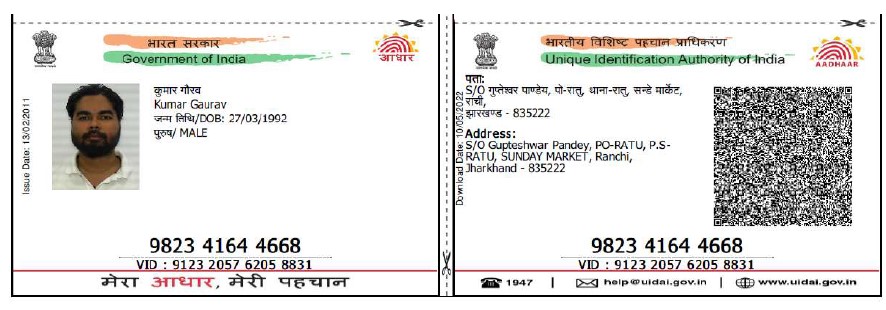 भारत सरकार
Government of India
आधार
Issue Date: 13/02/2011
कुमार गौरव
Kumar Gaurav
जन्म तिथि/DOB: 27/03/1992
पुरुष/ MALE
9823 4164 4668
VID : 9123 2057 6205 8831
मेरा आधार, मेरी पहचान
भारतीय विशिष्ट पहचान प्राधिकरण
Unique Identification Authority of India
AADHAAR
Download Date: 10/05/2022
पता:
S/O गुप्तेश्वर पाण्डेय, पो-रातु, थाना-रातु, सन्डे मार्केट,
रांची,
झारखण्ड - 835222
Address:
S/O Gupteshwar Pandey, PO-RATU, P.S-
RATU, SUNDAY MARKET, Ranchi,
Jharkhand - 835222
9823 4164 4668
VID : 9123 2057 6205 8831
1947 | help@uidai.gov.in | www.uidai.gov.in